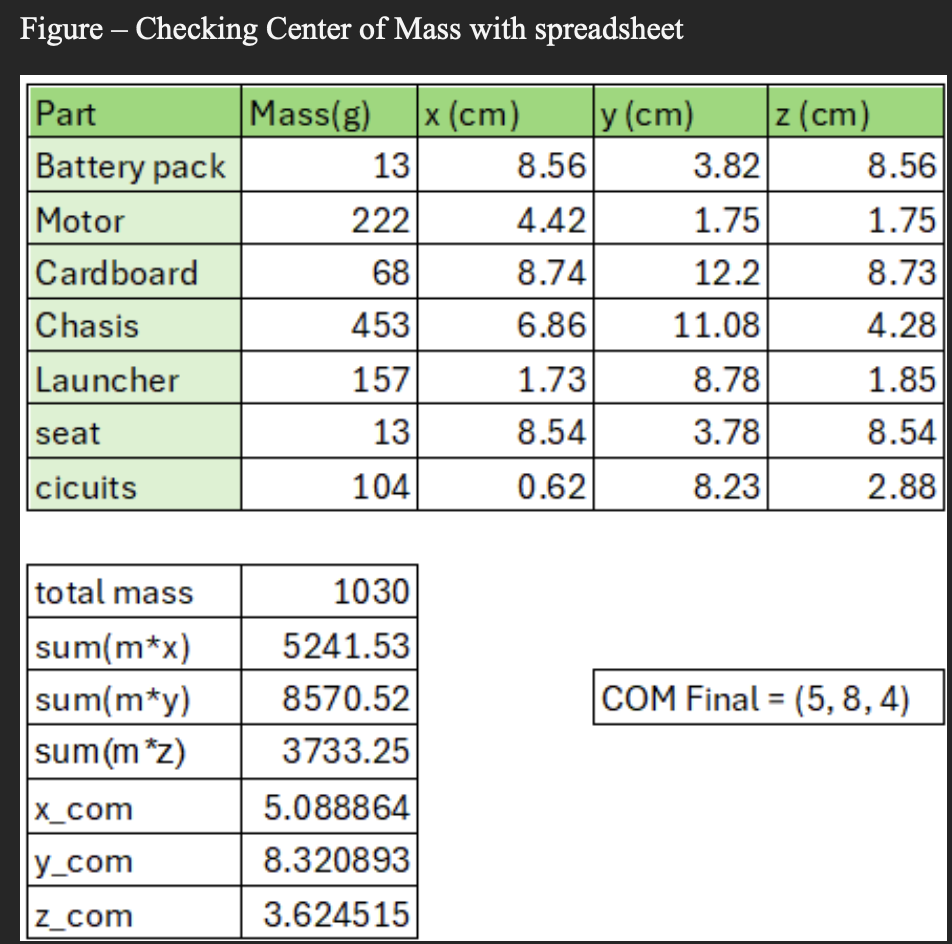 Figure – Checking Center of Mass with spreadsheet
Part Mass(g) x (cm) y (cm) z (cm)
Battery pack 13 8.56 3.82 8.56
Motor 222 4.42 1.75 1.75
Cardboard 68 8.74 12.2 8.73
Chasis 453 6.86 11.08 4.28
Launcher 157 1.73 8.78 1.85
seat 13 8.54 3.78 8.54
cicuits 104 0.62 8.23 2.88
total mass 1030
sum(m*x) 5241.53
sum(m*y) 8570.52 COM Final = (5, 8, 4)
sum(m*z) 3733.25
x_com 5.088864
y_com 8.320893
z_com 3.624515